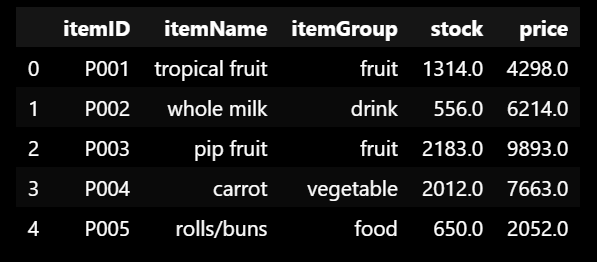 itemID itemName itemGroup stock price
0 P001 tropical fruit fruit 1314.0 4298.0
1 P002 whole milk drink 556.0 6214.0
2 P003 pip fruit fruit 2183.0 9893.0
3 P004 carrot vegetable 2012.0 7663.0
4 P005 rolls/buns food 650.0 2052.0